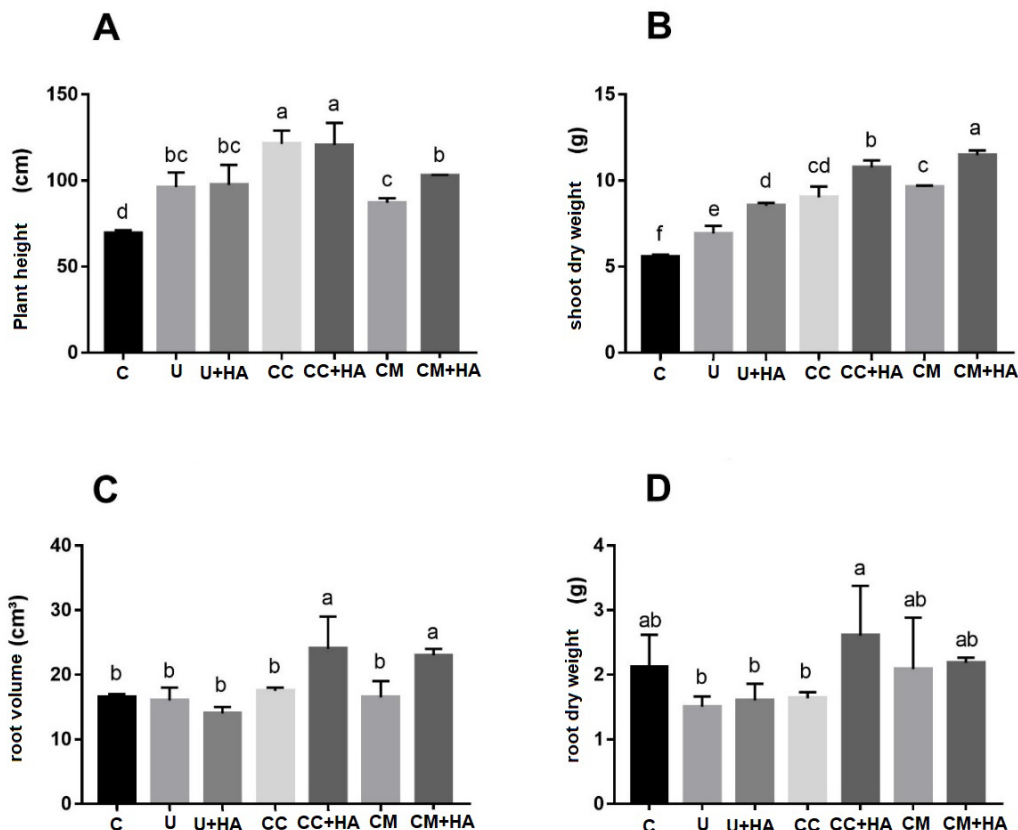 A
Plant height (cm)
150
100
50
0
d
bc
bc
a
a
c
b
C U U+HA CC CC+HA CM CM+HA
B
shoot dry weight (g)
15
10
5
0
f
e
d
cd
b
c
a
C U U+HA CC CC+HA CM CM+HA
C
root volume (cm³)
40
30
20
10
0
b
b
b
b
a
b
a
C U U+HA CC CC+HA CM CM+HA
D
root dry weight (g)
4
3
2
1
0
ab
b
b
b
a
ab
ab
C U U+HA CC CC+HA CM CM+HA